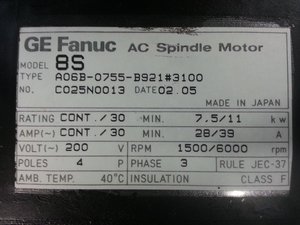 GE Fanuc AC Spindle Motor
MODEL 8S
TYPE A06B-0755-B921#3100
NO. C025N0013 DATE 02.05
MADE IN JAPAN
RATING CONT./30 MIN. 7.5/11 kw
AMP(~) CONT./30 MIN. 28/39 A
VOLT(~) 200 V RPM 1500/6000 rpm
POLES 4 PHASE 3 RULE JEC-37
AMB. TEMP. 40°C INSULATION CLASS F